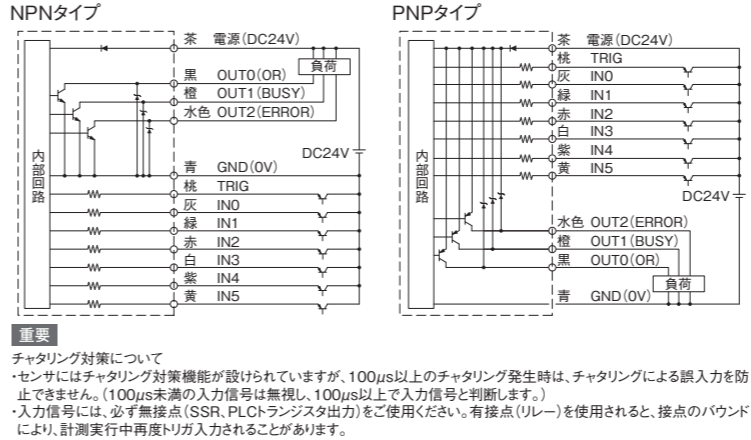 NPNタイプ
茶 電源(DC24V)
負荷
黒 OUT0(OR)
橙 OUT1(BUSY)
水色 OUT2(ERROR)
DC24V
内部回路
青 GND(0V)
桃 TRIG
灰 IN0
緑 IN1
赤 IN2
白 IN3
紫 IN4
黄 IN5
PNPタイプ
茶 電源(DC24V)
桃 TRIG
灰 IN0
緑 IN1
赤 IN2
白 IN3
紫 IN4
黄 IN5
内部回路
DC24V
水色 OUT2(ERROR)
橙 OUT1(BUSY)
黒 OUT0(OR)
負荷
青 GND(0V)
重要
チャタリング対策について
・センサにはチャタリング対策機能が設けられていますが、100μs以上のチャタリング発生時は、チャタリングによる誤入力を防
止できません。(100μs未満の入力信号は無視し、100μs以上で入力信号と判断します。)
・入力信号には、必ず無接点(SSR、PLCトランジスタ出力)をご使用ください。有接点(リレー)を使用されると、接点のバウンド
により、計測実行中再度トリガ入力されることがあります。